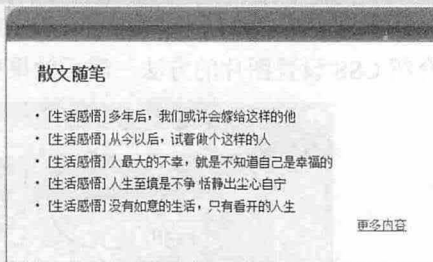 散文随笔
• [生活感悟] 多年后，我们或许会嫁给这样的他
• [生活感悟] 从今以后，试着做个这样的人
• [生活感悟] 人最大的不幸，就是不知道自己是幸福的
• [生活感悟] 人生至境是不争 恬静出尘心自宁
• [生活感悟] 没有如意的生活，只有看开的人生
更多内容